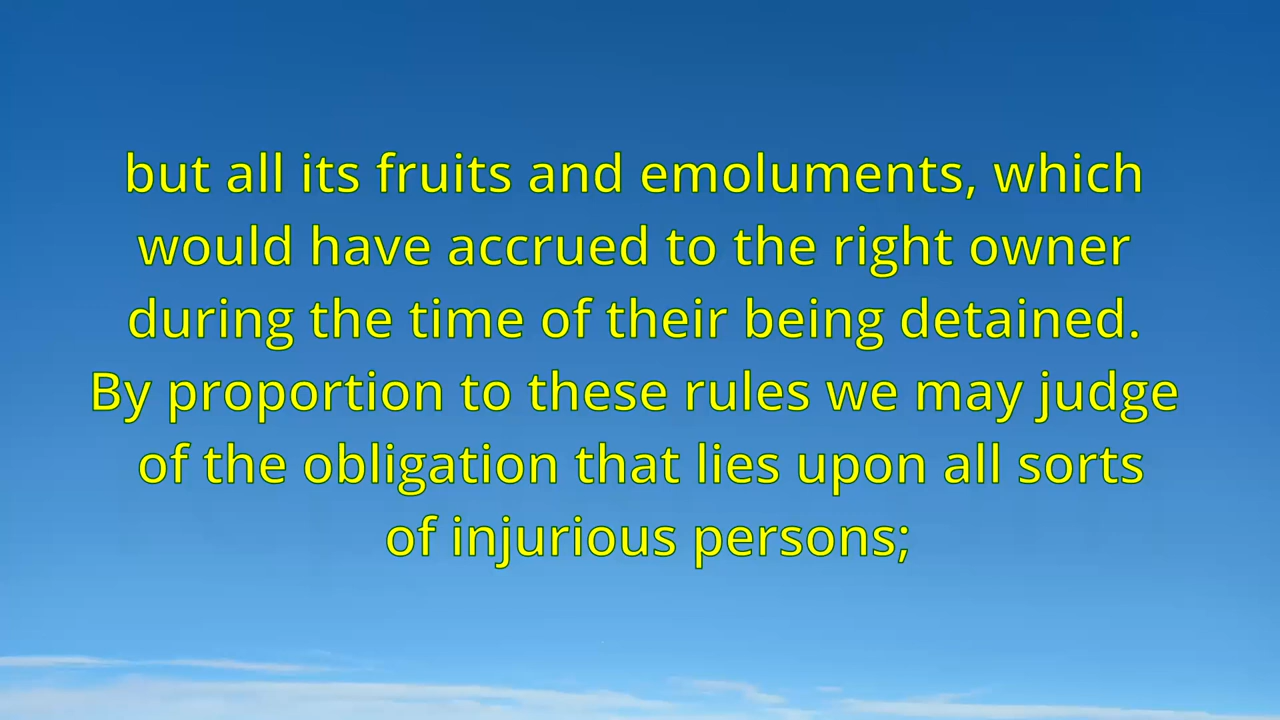 but all its fruits and emoluments, which
would have accrued to the right owner
during the time of their being detained.
By proportion to these rules we may judge
of the obligation that lies upon all sorts
of injurious persons;